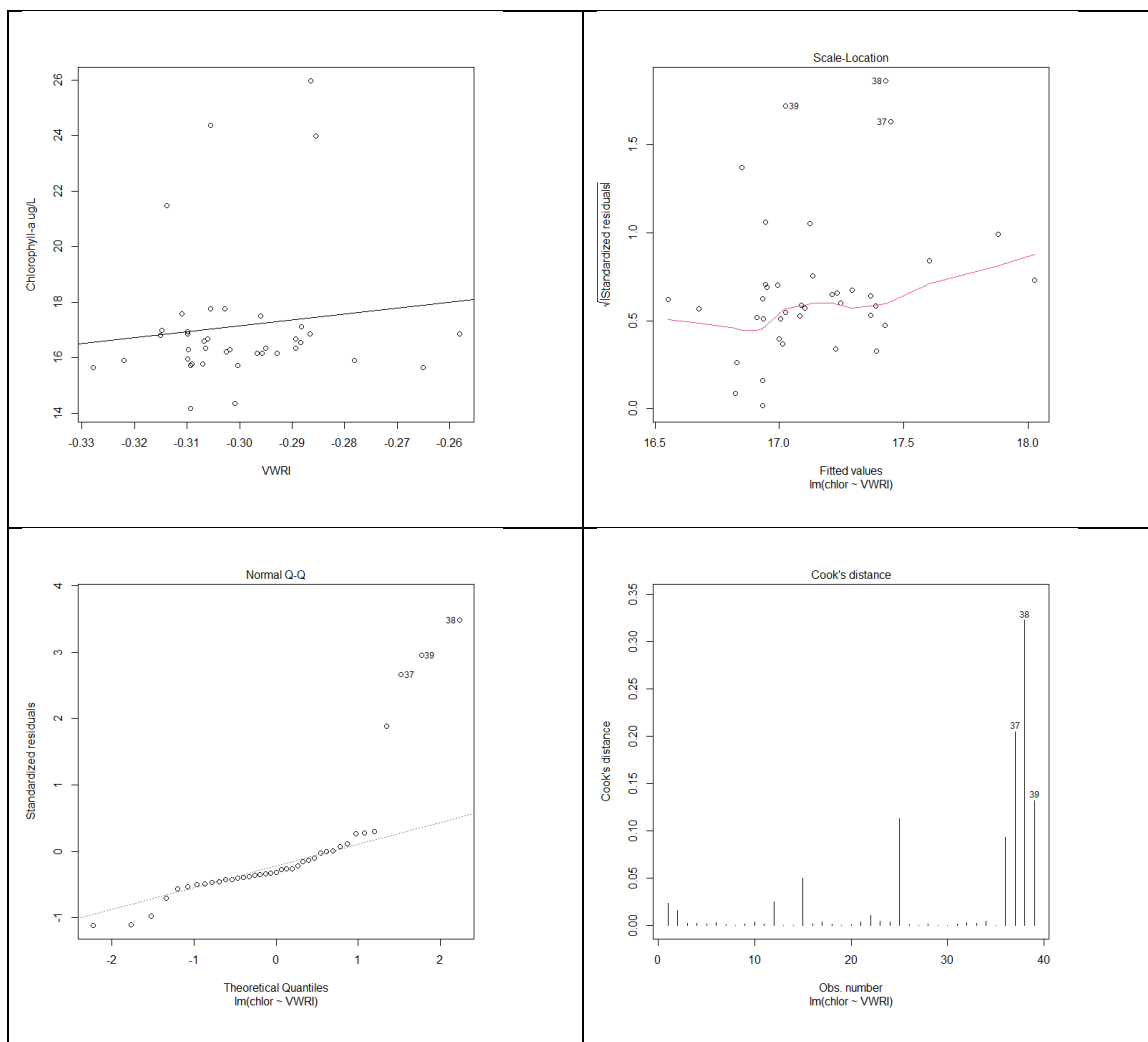 26
24
22
20
18
16
14
Chlorophyll-a ug/L
-0.33 -0.32 -0.31 -0.30 -0.29 -0.28 -0.27 -0.26
VWRI
Scale-Location
38
39
37
1.5
1.0
0.5
0.0
√|Standardized residuals|
16.5 17.0 17.5 18.0
Fitted values
lm(chlor ~ VWRI)
Normal Q-Q
4
3
2
1
0
-1
38
39
37
Standardized residuals
-2 -1 0 1 2
Theoretical Quantiles
lm(chlor ~ VWRI)
Cook's distance
0.35
0.30
0.25
0.20
0.15
0.10
0.05
0.00
38
37
39
Cook's distance
0 10 20 30 40
Obs. number
lm(chlor ~ VWRI)